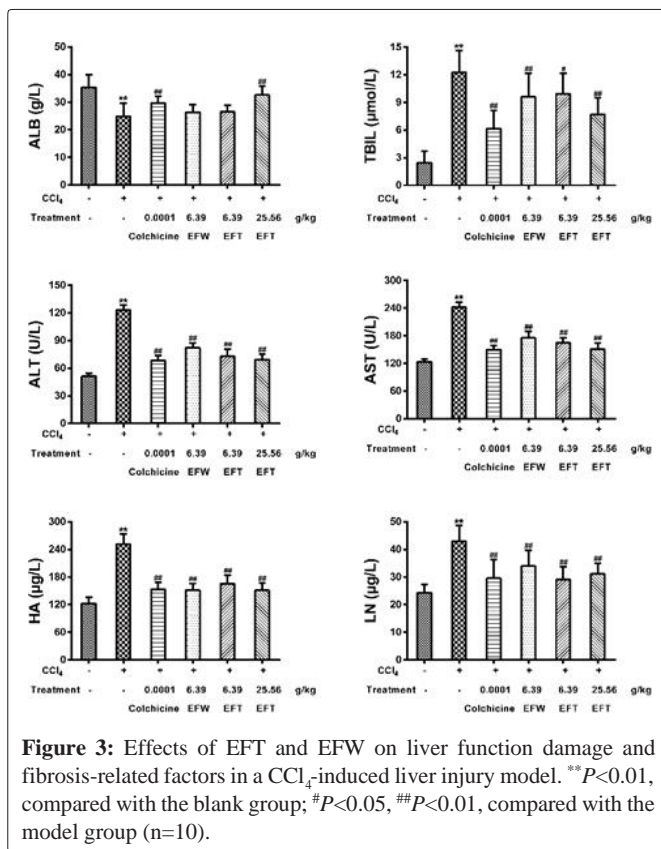 ALB (g/L)
50
40
30
20
10
0
**
##
##
CCl4 - + + + + +
Treatment - - 0.0001 6.39 6.39 25.56 g/kg
Colchicine EFW EFT EFT
TBIL (μmol/L)
15
12
9
6
3
0
**
##
##
#
##
CCl4 - + + + + +
Treatment - - 0.0001 6.39 6.39 25.56 g/kg
Colchicine EFW EFT EFT
ALT (U/L)
150
120
90
60
30
0
**
##
##
##
##
CCl4 - + + + + +
Treatment - - 0.0001 6.39 6.39 25.56 g/kg
Colchicine EFW EFT EFT
AST (U/L)
300
240
180
120
60
0
**
##
##
##
##
CCl4 - + + + + +
Treatment - - 0.0001 6.39 6.39 25.56 g/kg
Colchicine EFW EFT EFT
HA (μg/L)
300
240
180
120
60
0
**
##
##
##
##
CCl4 - + + + + +
Treatment - - 0.0001 6.39 6.39 25.56 g/kg
Colchicine EFW EFT EFT
LN (μg/L)
50
40
30
20
10
0
**
##
##
##
##
CCl4 - + + + + +
Treatment - - 0.0001 6.39 6.39 25.56 g/kg
Colchicine EFW EFT EFT
Figure 3: Effects of EFT and EFW on liver function damage and
fibrosis-related factors in a CCl4-induced liver injury model. **P<0.01,
compared with the blank group; #P<0.05, ##P<0.01, compared with the
model group (n=10).